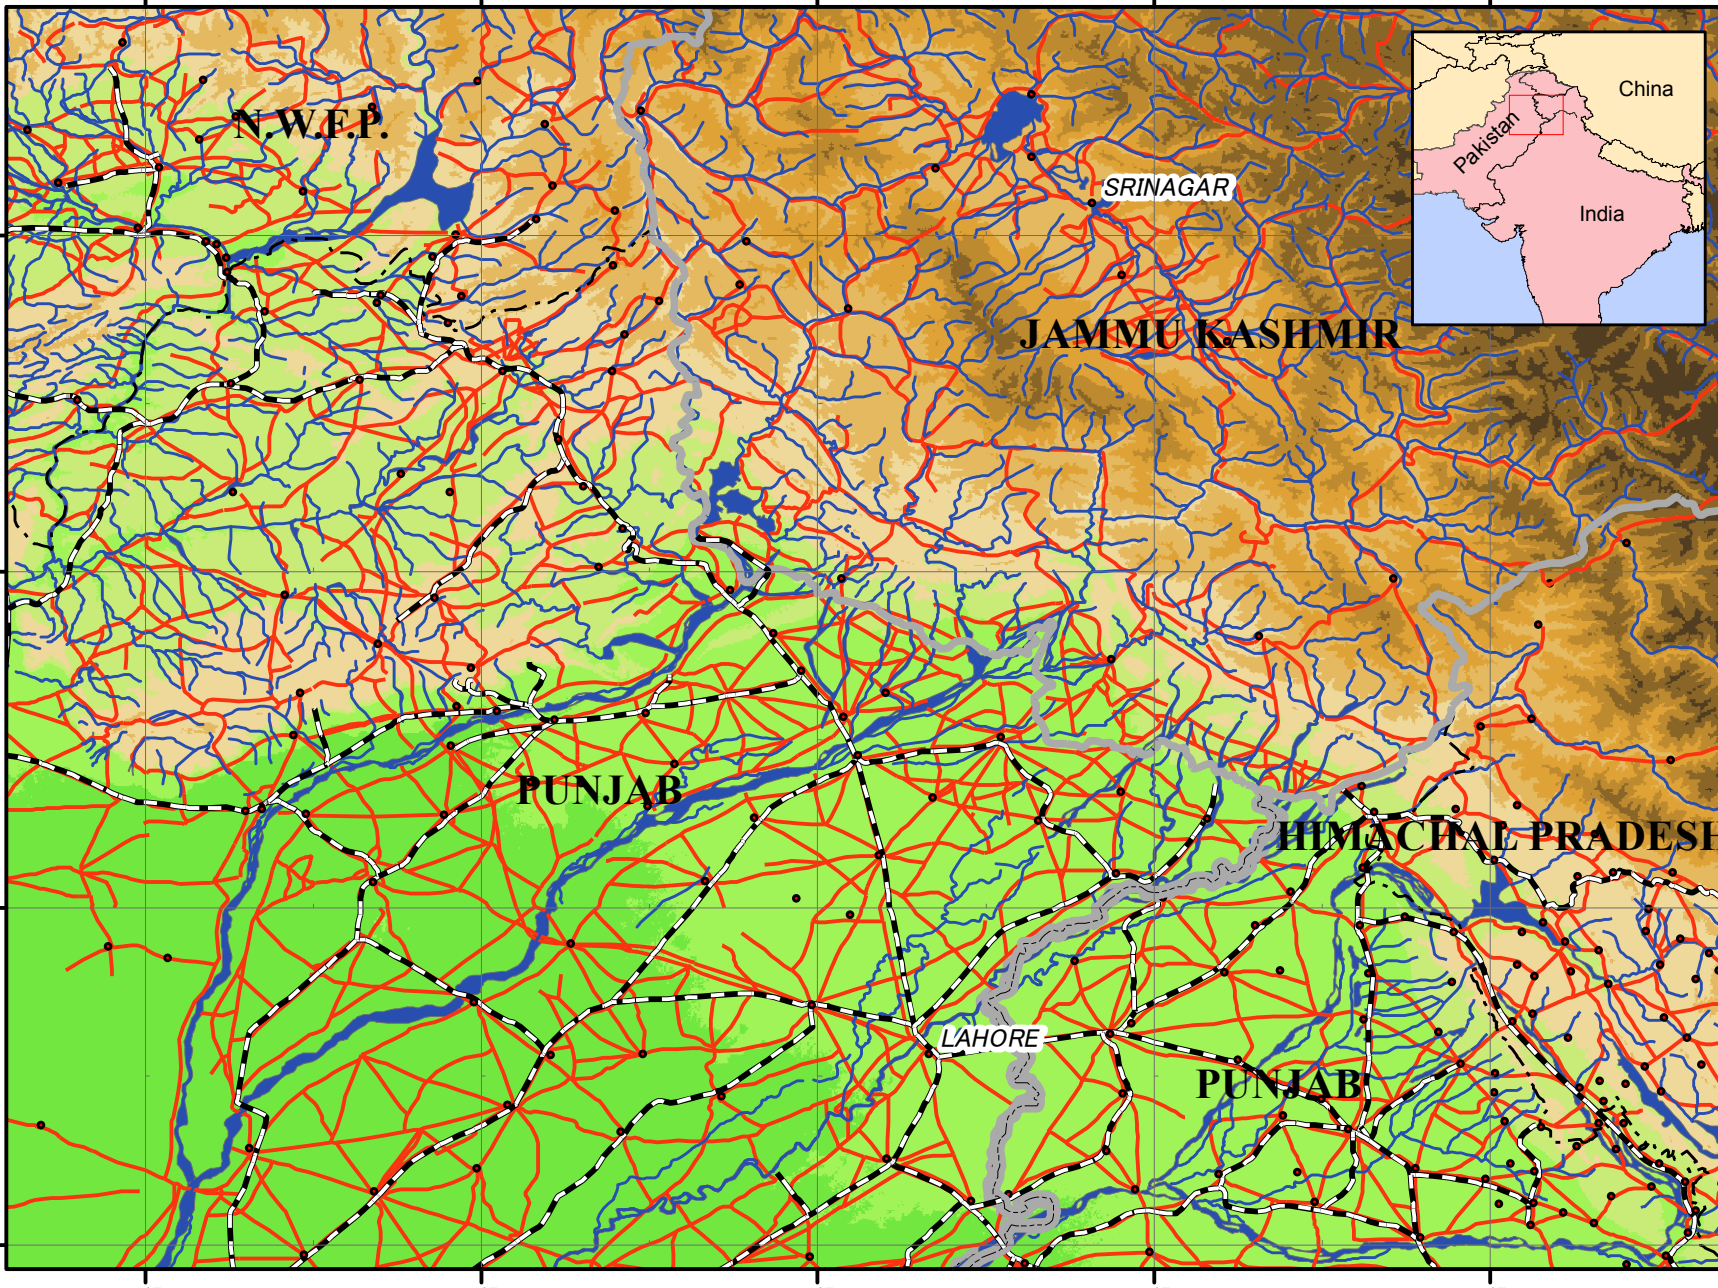 N.W.F.P.
China
Pakistan
SRINAGAR
India
JAMMU KASHMIR
PUNJAB
HIMACHAL PRADESH
LAHORE
PUNJAB